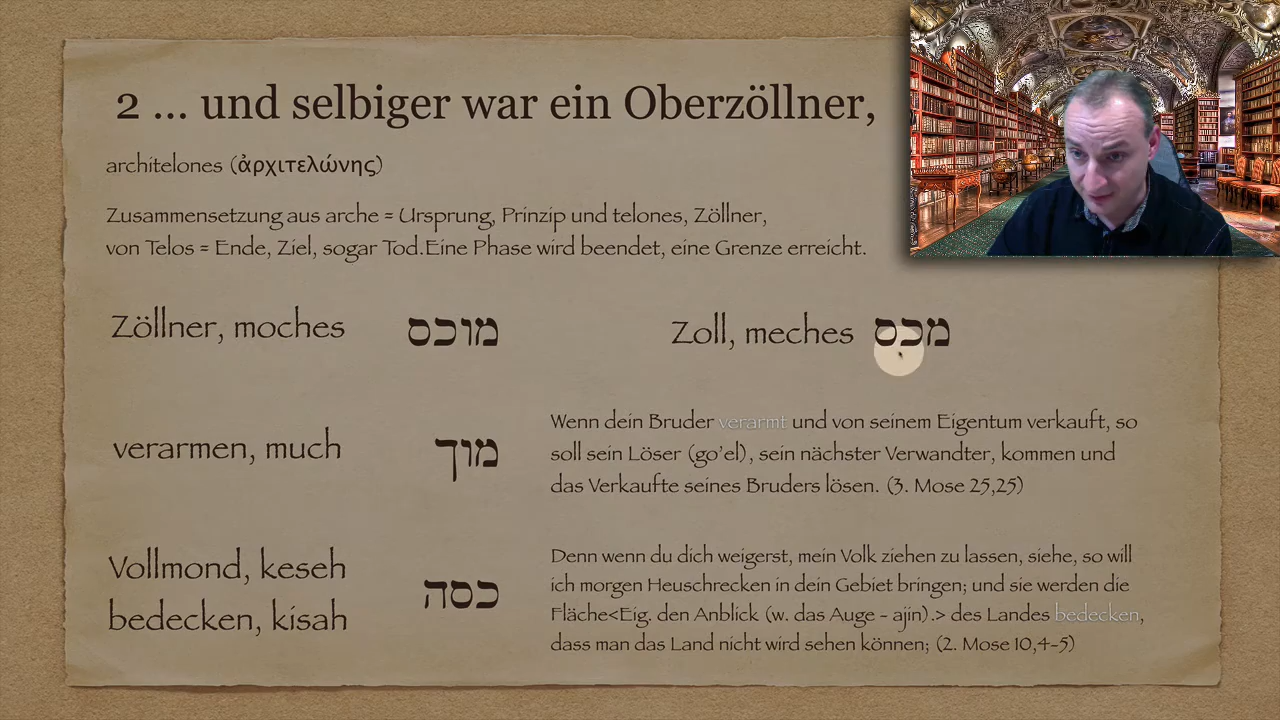 2 ... und selbiger war ein Oberzöllner,
architelones (ἀρχιτελώνης)
Zusammensetzung aus arche = Ursprung, Prinzip und telones, Zöllner,
von Telos = Ende, Ziel, sogar Tod.Eine Phase wird beendet, eine Grenze erreicht.
Zöllner, moches מוכס
Zoll, meches מכס
verarmen, much מוך
Wenn dein Bruder verarmt und von seinem Eigentum verkauft, so
soll sein Löser (go'el), sein nächster Verwandter, kommen und
das Verkaufte seines Bruders lösen. (3. Mose 25,25)
Vollmond, keseh
bedecken, kisah
כסה
Denn wenn du dich weigerst, mein Volk ziehen zu lassen, siehe, so will
ich morgen Heuschrecken in dein Gebiet bringen; und sie werden die
Fläche<Eig. den Anblick (w. das Auge - ajin).> des Landes bedecken,
dass man das Land nicht wird sehen können; (2. Mose 10,4-5)